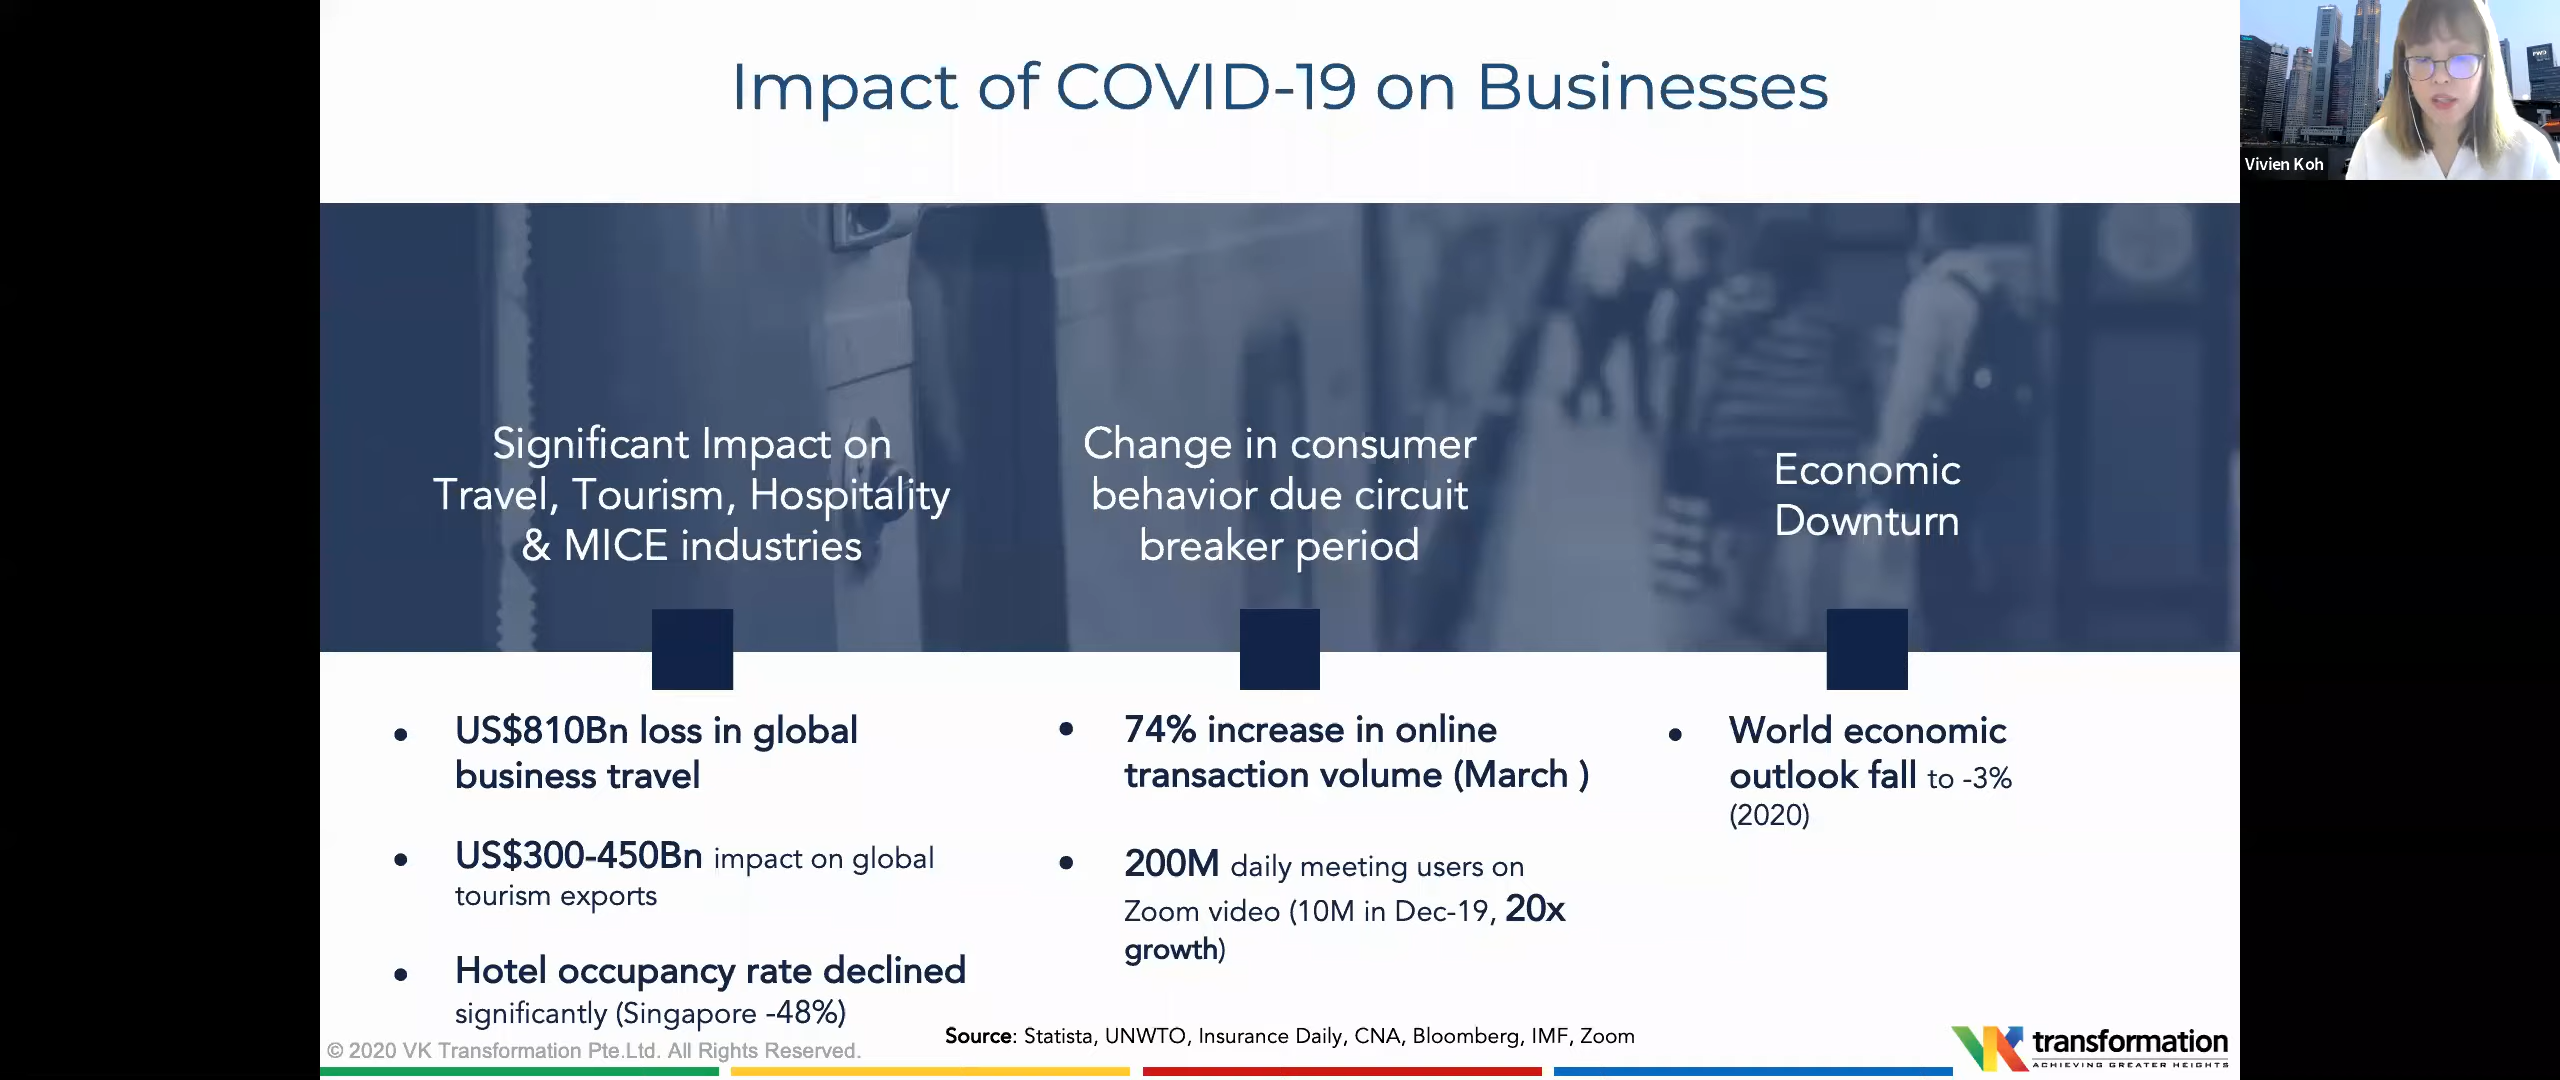 Impact of COVID-19 on Businesses
Vivien Koh
Significant Impact on
Travel, Tourism, Hospitality
& MICE industries
Change in consumer
behavior due circuit
breaker period
Economic
Downturn
• US$810Bn loss in global
business travel
• US$300-450Bn impact on global
tourism exports
• Hotel occupancy rate declined
significantly (Singapore -48%)
• 74% increase in online
transaction volume (March )
• 200M daily meeting users on
Zoom video (10M in Dec-19, 20x
growth)
• World economic
outlook fall to -3%
(2020)
Source: Statista, UNWTO, Insurance Daily, CNA, Bloomberg, IMF, Zoom
© 2020 VK Transformation Pte.Ltd. All Rights Reserved.
VK transformation
ACHIEVING GREATER HEIGHTS